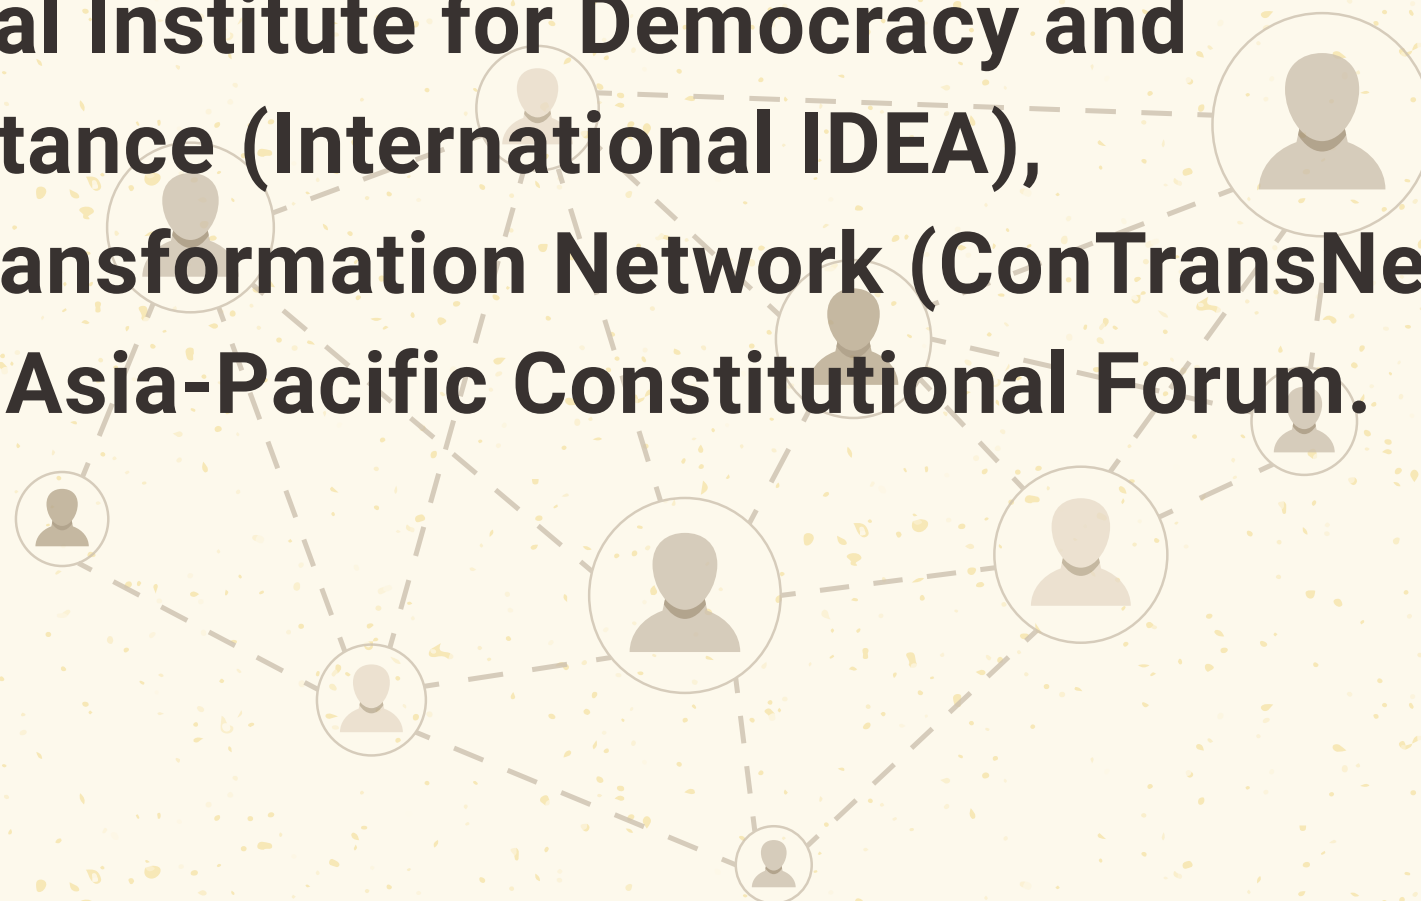 al Institute for Democracy and
tance (International IDEA),
ansformation Network (ConTransNe
Asia-Pacific Constitutional Forum.